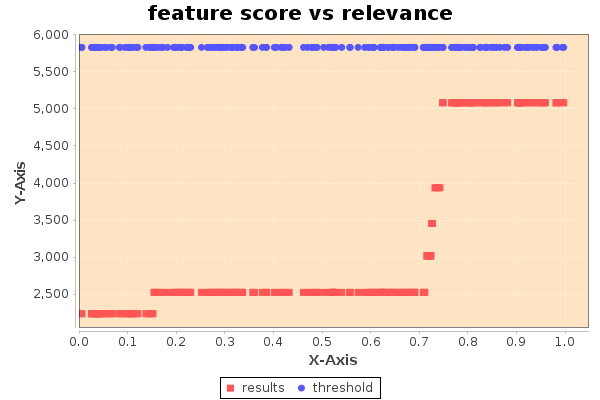 feature score vs relevance
6,000
5,500
5,000
4,500
4,000
3,500
3,000
2,500
Y-Axis
0.0 0.1 0.2 0.3 0.4 0.5 0.6 0.7 0.8 0.9 1.0
X-Axis
results threshold